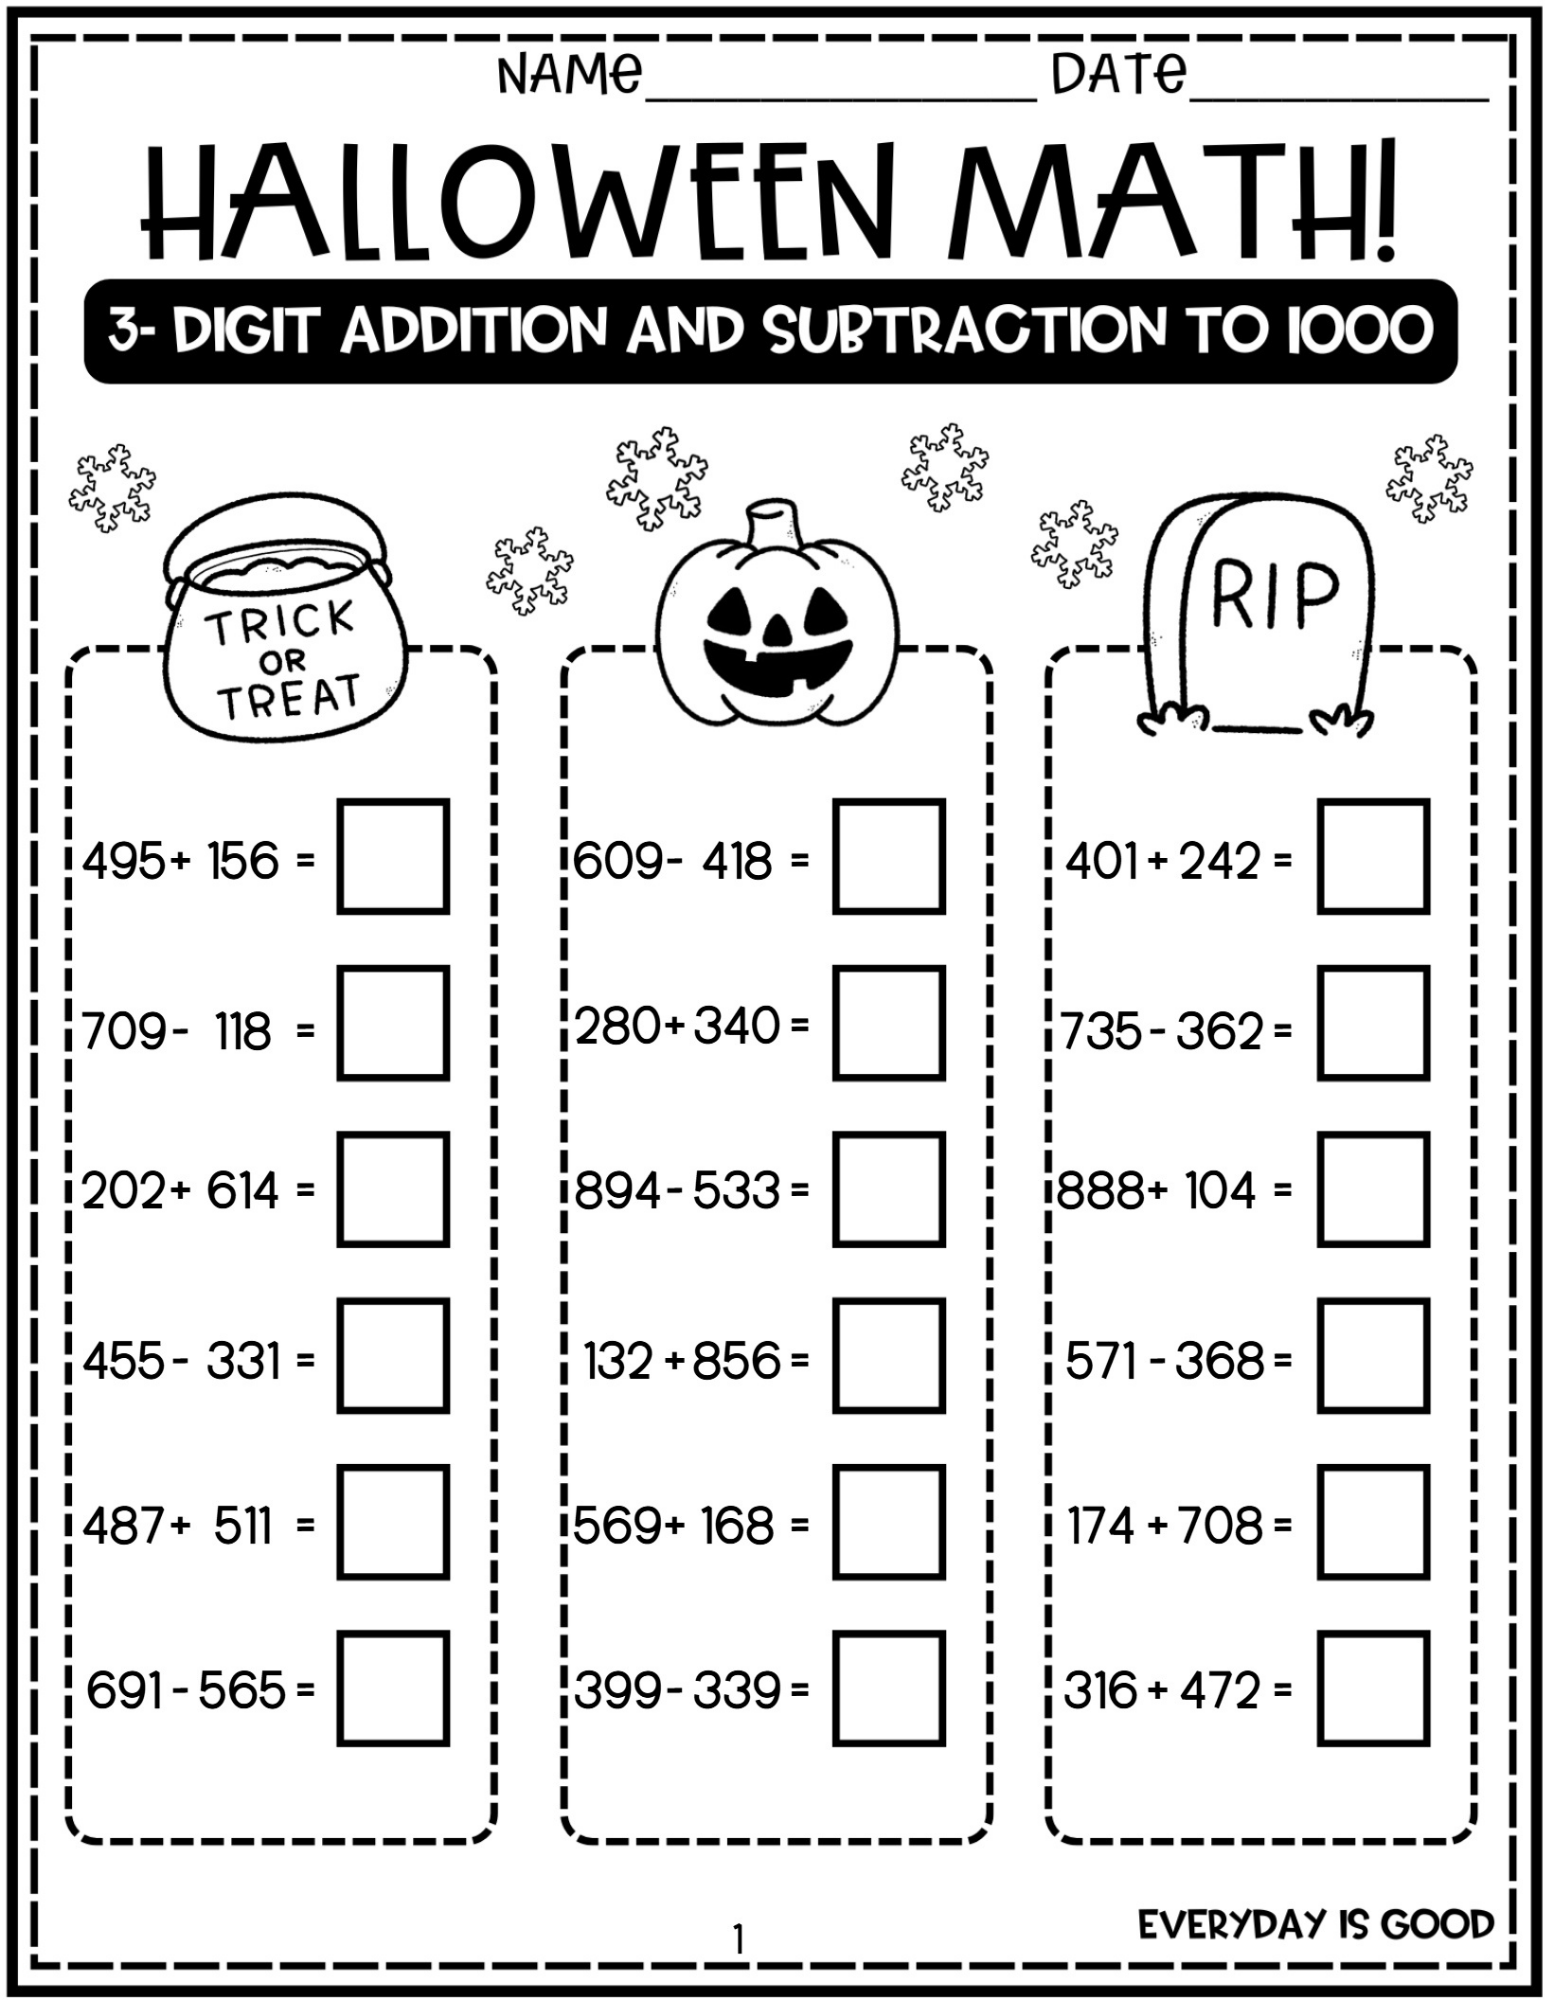 NAMe____________ DATe____________
HALLOWEEN MATH!
3- DIGIT ADDITION AND SUBTRACTION TO 1000
TRICK
OR
TREAT
RIP
495+ 156 =
709- 118 =
202+ 614 =
455- 331 =
487+ 511 =
691- 565=
609- 418 =
280+340=
894-533=
132+856=
569+ 168 =
399-339=
401+242=
735-362=
888+ 104 =
571-368=
174+708=
316+472=
EVERYDAY IS GOOD
1